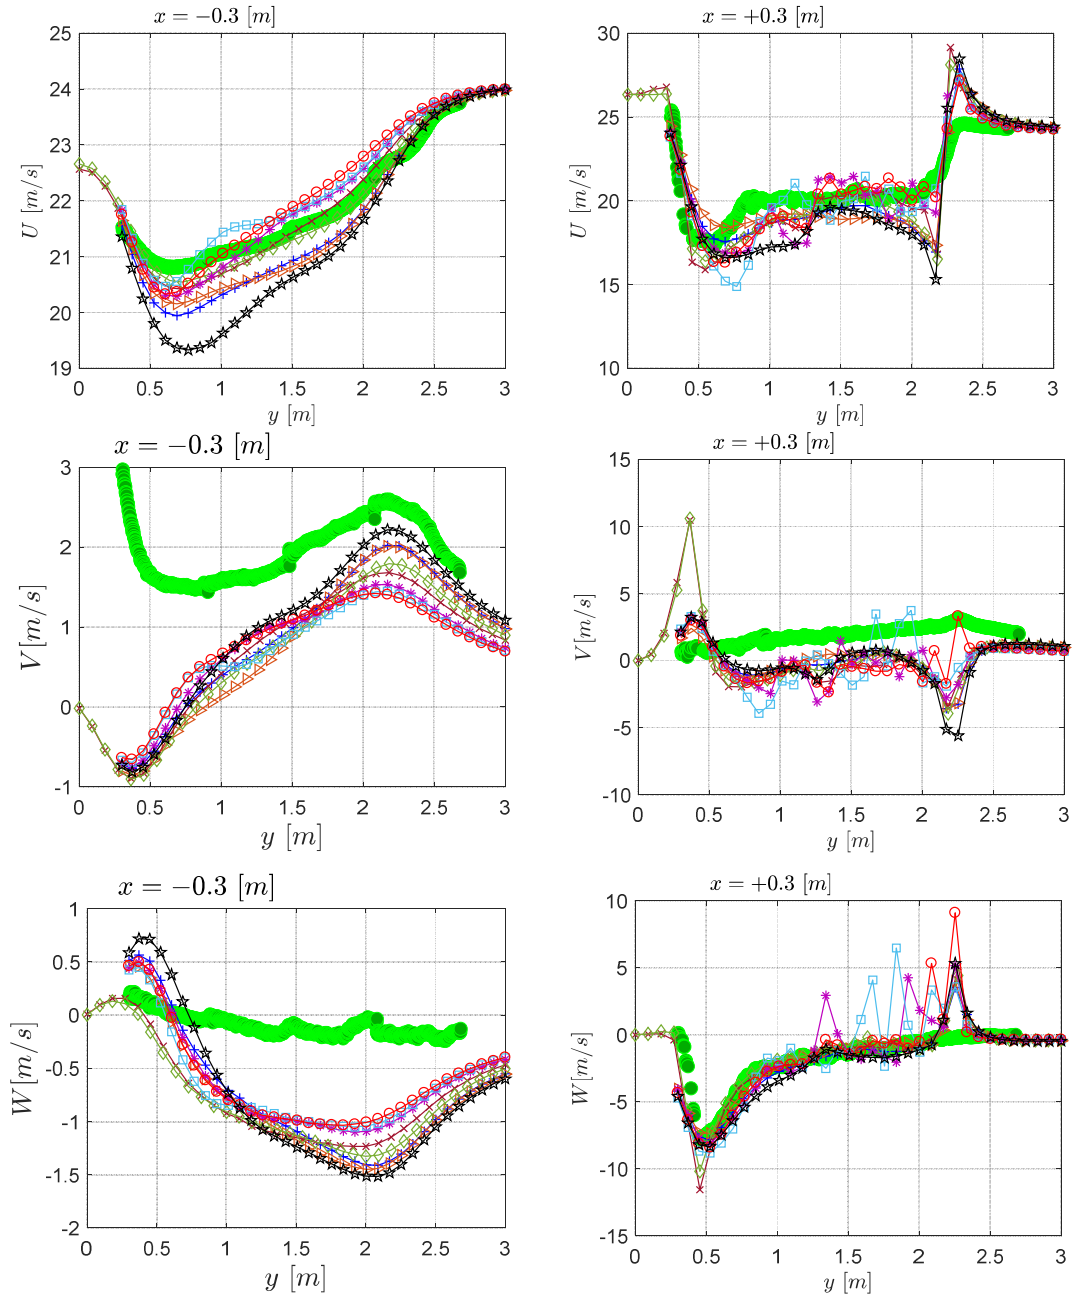 x = −0.3 [m]
25
24
23
22
21
20
19
U [m/s]
0 0.5 1 1.5 2 2.5 3
y [m]
x = +0.3 [m]
30
25
20
15
10
U [m/s]
0 0.5 1 1.5 2 2.5 3
y [m]
x = −0.3 [m]
3
2
1
0
-1
V[m/s]
0 0.5 1 1.5 2 2.5 3
y [m]
x = +0.3 [m]
15
10
5
0
-5
-10
V[m/s]
0 0.5 1 1.5 2 2.5 3
y [m]
x = −0.3 [m]
1
0.5
0
-0.5
-1
-1.5
-2
W[m/s]
0 0.5 1 1.5 2 2.5 3
y [m]
x = +0.3 [m]
10
5
0
-5
-10
-15
W[m/s]
0 0.5 1 1.5 2 2.5 3
y [m]